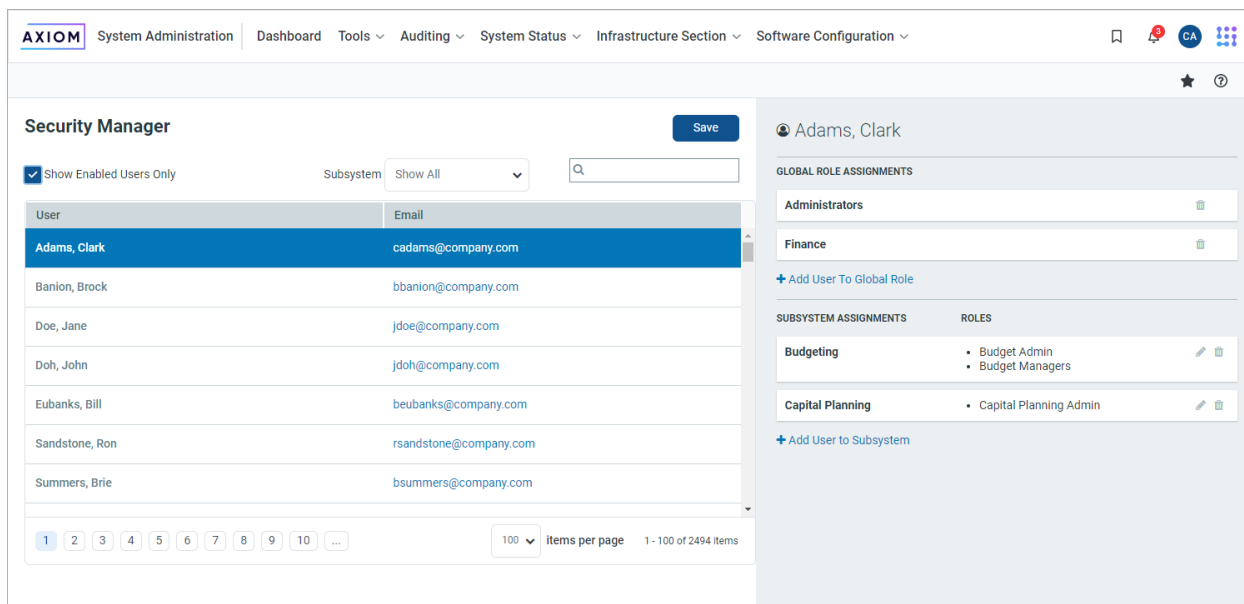 AXIOM System Administration Dashboard Tools Auditing System Status Infrastructure Section Software Configuration 3 CA
Security Manager
Save
Show Enabled Users Only
Subsystem Show All
User Email
Adams, Clark cadams@company.com
Banion, Brock bbanion@company.com
Doe, Jane jdoe@company.com
Doh, John jdoh@company.com
Eubanks, Bill beubanks@company.com
Sandstone, Ron rsandstone@company.com
Summers, Brie bsummers@company.com
1 2 3 4 5 6 7 8 9 10 ... 100 items per page 1 - 100 of 2494 items
Adams, Clark
GLOBAL ROLE ASSIGNMENTS
Administrators
Finance
+ Add User To Global Role
SUBSYSTEM ASSIGNMENTS ROLES
Budgeting • Budget Admin
• Budget Managers
Capital Planning • Capital Planning Admin
+ Add User to Subsystem